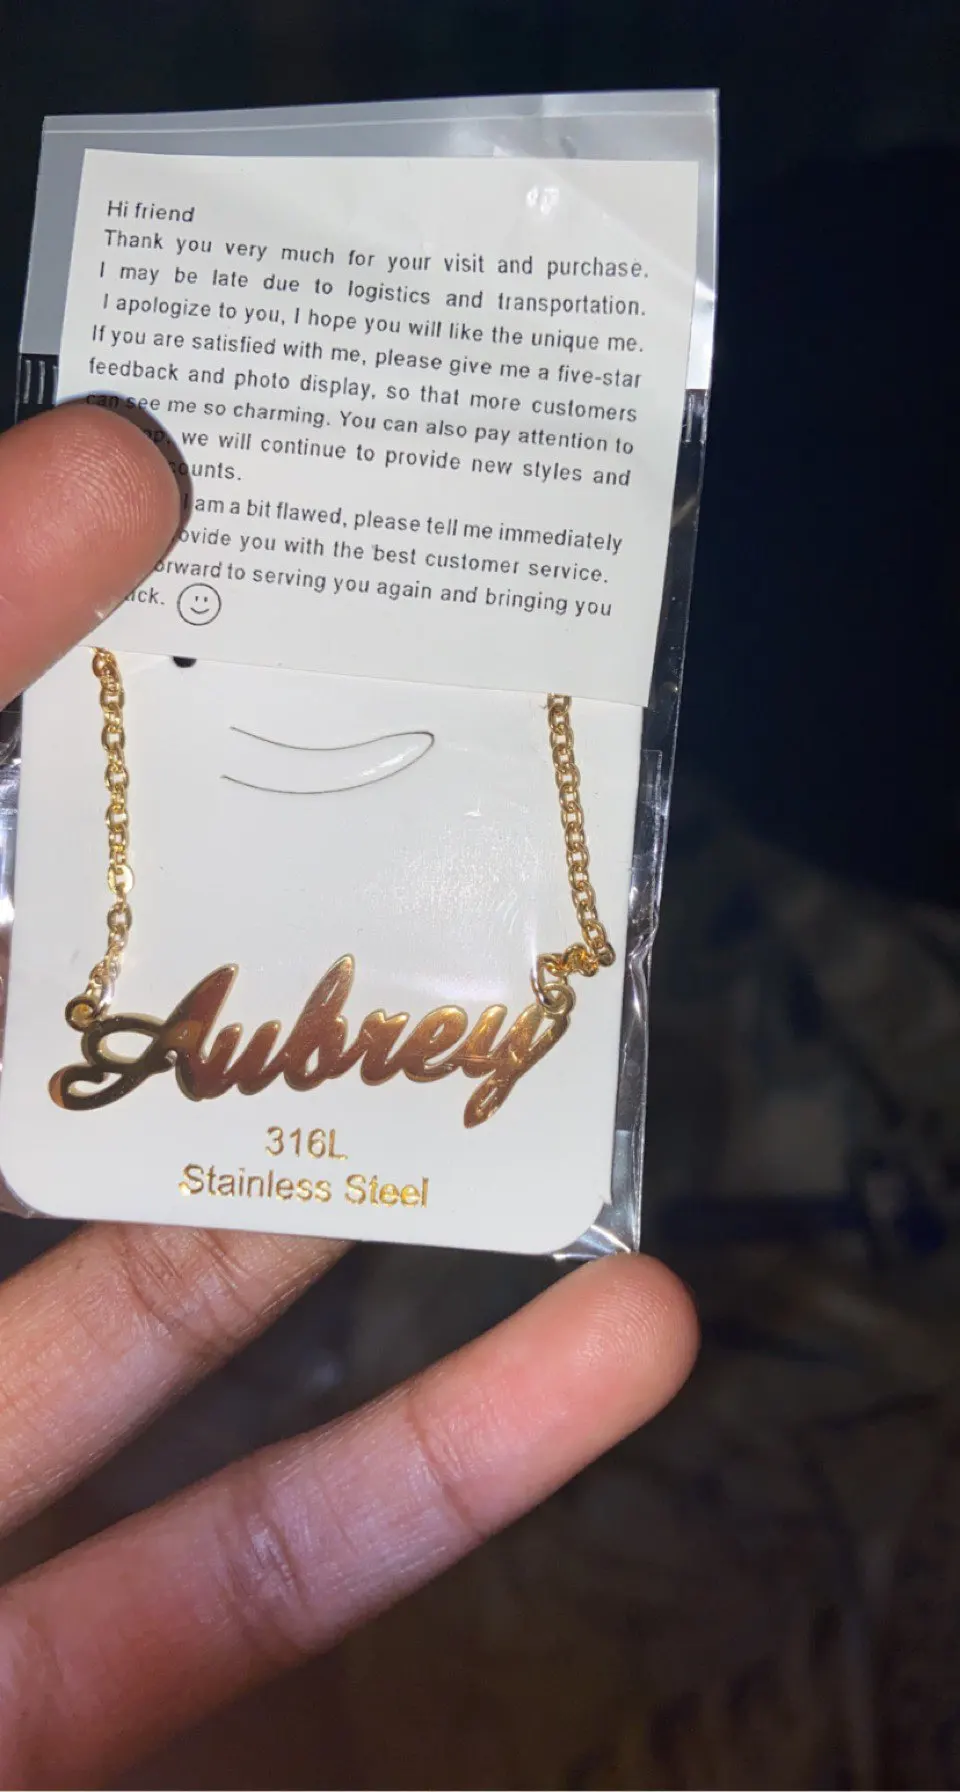 Hi friend
Thank you very much for your visit and purchase.
I may be late due to logistics and transportation.
I apologize to you, I hope you will like the unique me.
If you are satisfied with me, please give me a five-star
feedback and photo display, so that more customers
can see me so charming. You can also pay attention to
we will continue to provide new styles and
I am a bit flawed, please tell me immediately
you with the best customer service.
to serving you again and bringing you
Aubrey
316L
Stainless Steel